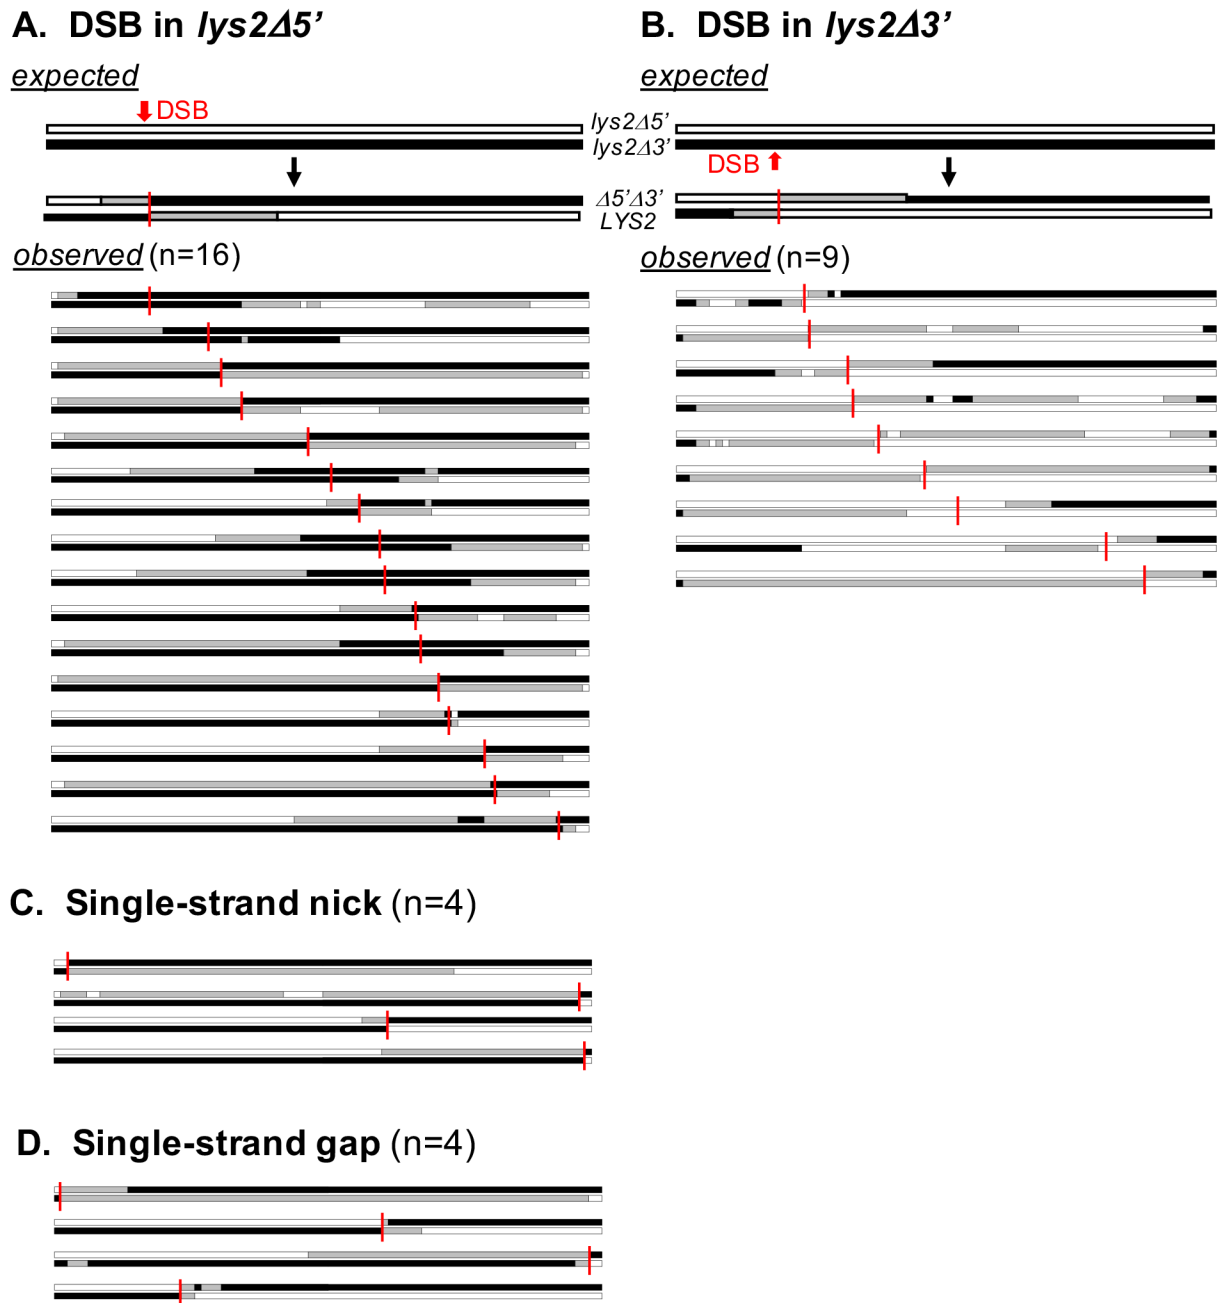 A. DSB in lys2Δ5’
expected
DSB
lys2Δ5’
lys2Δ3’
Δ5’Δ3’
LYS2
observed (n=16)
B. DSB in lys2Δ3’
expected
DSB
observed (n=9)
C. Single-strand nick (n=4)
D. Single-strand gap (n=4)